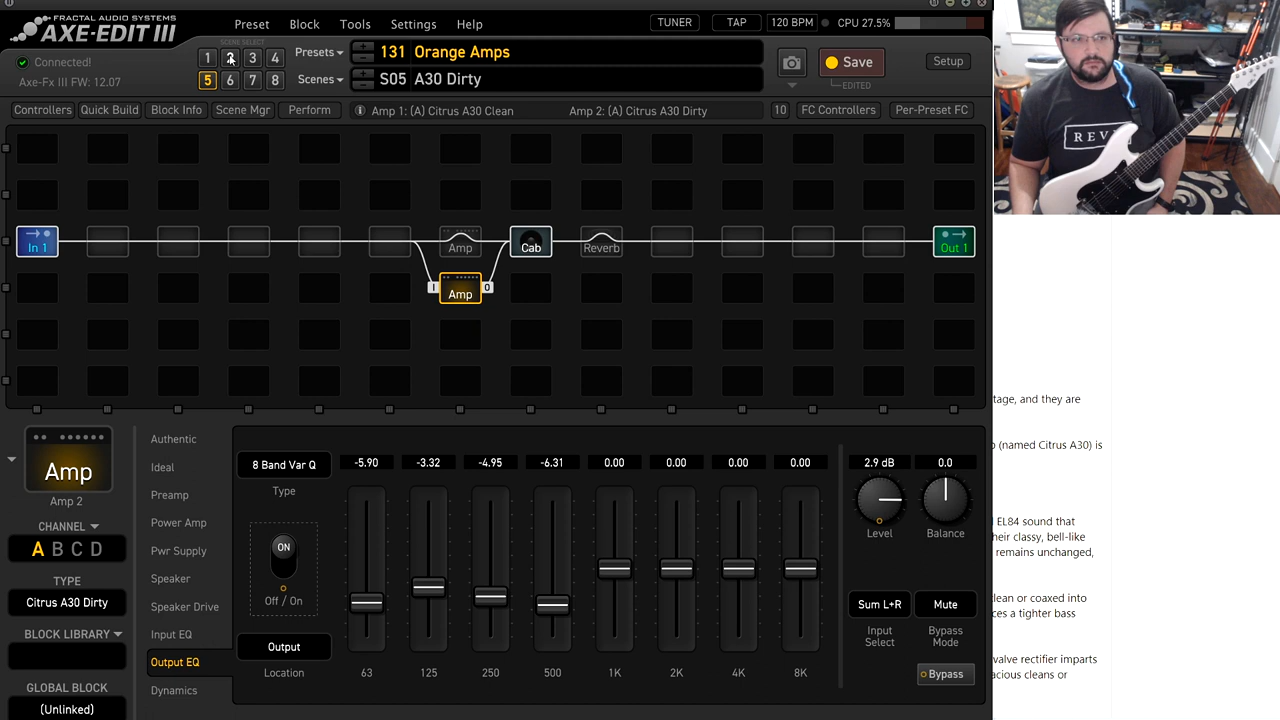 FRACTAL AUDIO SYSTEMS
AXE-EDIT III
Preset Block Tools Settings Help
TUNER TAP 120 BPM CPU 27.5%
Connected!
Axe-Fx III FW: 12.07
SCENE SELECT
1 2 3 4
5 6 7 8
Presets 131 Orange Amps
Scenes S05 A30 Dirty
Save
EDITED
Setup
Controllers Quick Build Block Info Scene Mgr Perform
Amp 1: (A) Citrus A30 Clean Amp 2: (A) Citrus A30 Dirty
10 FC Controllers Per-Preset FC
REV
In 1 Amp Cab Reverb Out 1
I Amp O
tage, and they are
o (named Citrus A30) is
d EL84 sound that
heir classy, bell-like
remains unchanged,
clean or coaxed into
ces a tighter bass
valve rectifier imparts
acious cleans or
Amp
Amp 2
CHANNEL
A B C D
TYPE
Citrus A30 Dirty
BLOCK LIBRARY
GLOBAL BLOCK
(Unlinked)
Authentic
Ideal
Preamp
Power Amp
Pwr Supply
Speaker
Speaker Drive
Input EQ
Output EQ
Dynamics
8 Band Var Q
Type
ON
Off / On
Output
Location
-5.90 -3.32 -4.95 -6.31 0.00 0.00 0.00 0.00
63 125 250 500 1K 2K 4K 8K
2.9 dB 0.0
Level Balance
Sum L+R Mute
Input Select
Bypass Mode
Bypass